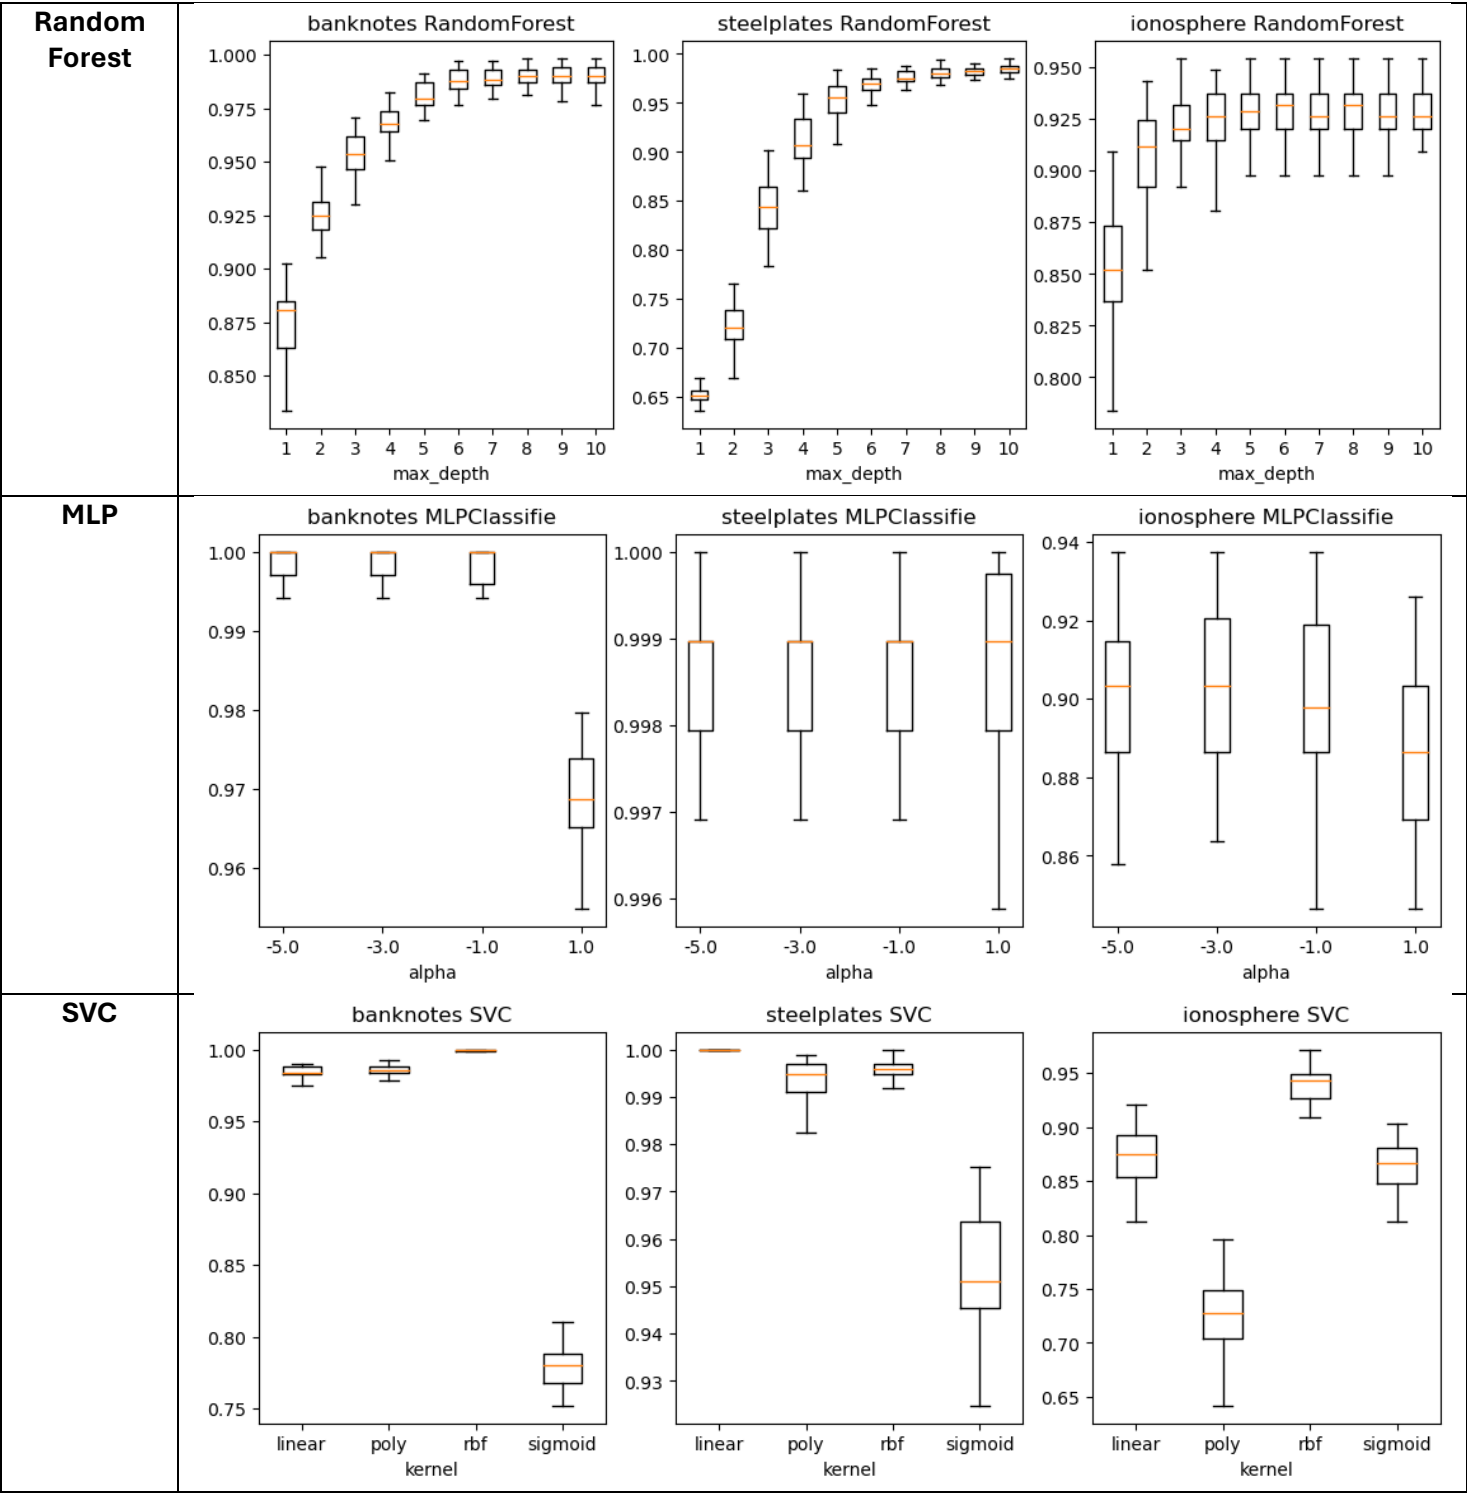 Random
Forest
banknotes RandomForest
1.000
0.975
0.950
0.925
0.900
0.875
0.850
1 2 3 4 5 6 7 8 9 10
max_depth
steelplates RandomForest
1.00
0.95
0.90
0.85
0.80
0.75
0.70
0.65
1 2 3 4 5 6 7 8 9 10
max_depth
ionosphere RandomForest
0.950
0.925
0.900
0.875
0.850
0.825
0.800
1 2 3 4 5 6 7 8 9 10
max_depth
MLP
banknotes MLPClassifie
1.00
0.99
0.98
0.97
0.96
-5.0 -3.0 -1.0 1.0
alpha
steelplates MLPClassifie
1.000
0.999
0.998
0.997
0.996
-5.0 -3.0 -1.0 1.0
alpha
ionosphere MLPClassifie
0.94
0.92
0.90
0.88
0.86
-5.0 -3.0 -1.0 1.0
alpha
SVC
banknotes SVC
1.00
0.95
0.90
0.85
0.80
0.75
linear poly rbf sigmoid
kernel
steelplates SVC
1.00
0.99
0.98
0.97
0.96
0.95
0.94
0.93
linear poly rbf sigmoid
kernel
ionosphere SVC
0.95
0.90
0.85
0.80
0.75
0.70
0.65
linear poly rbf sigmoid
kernel